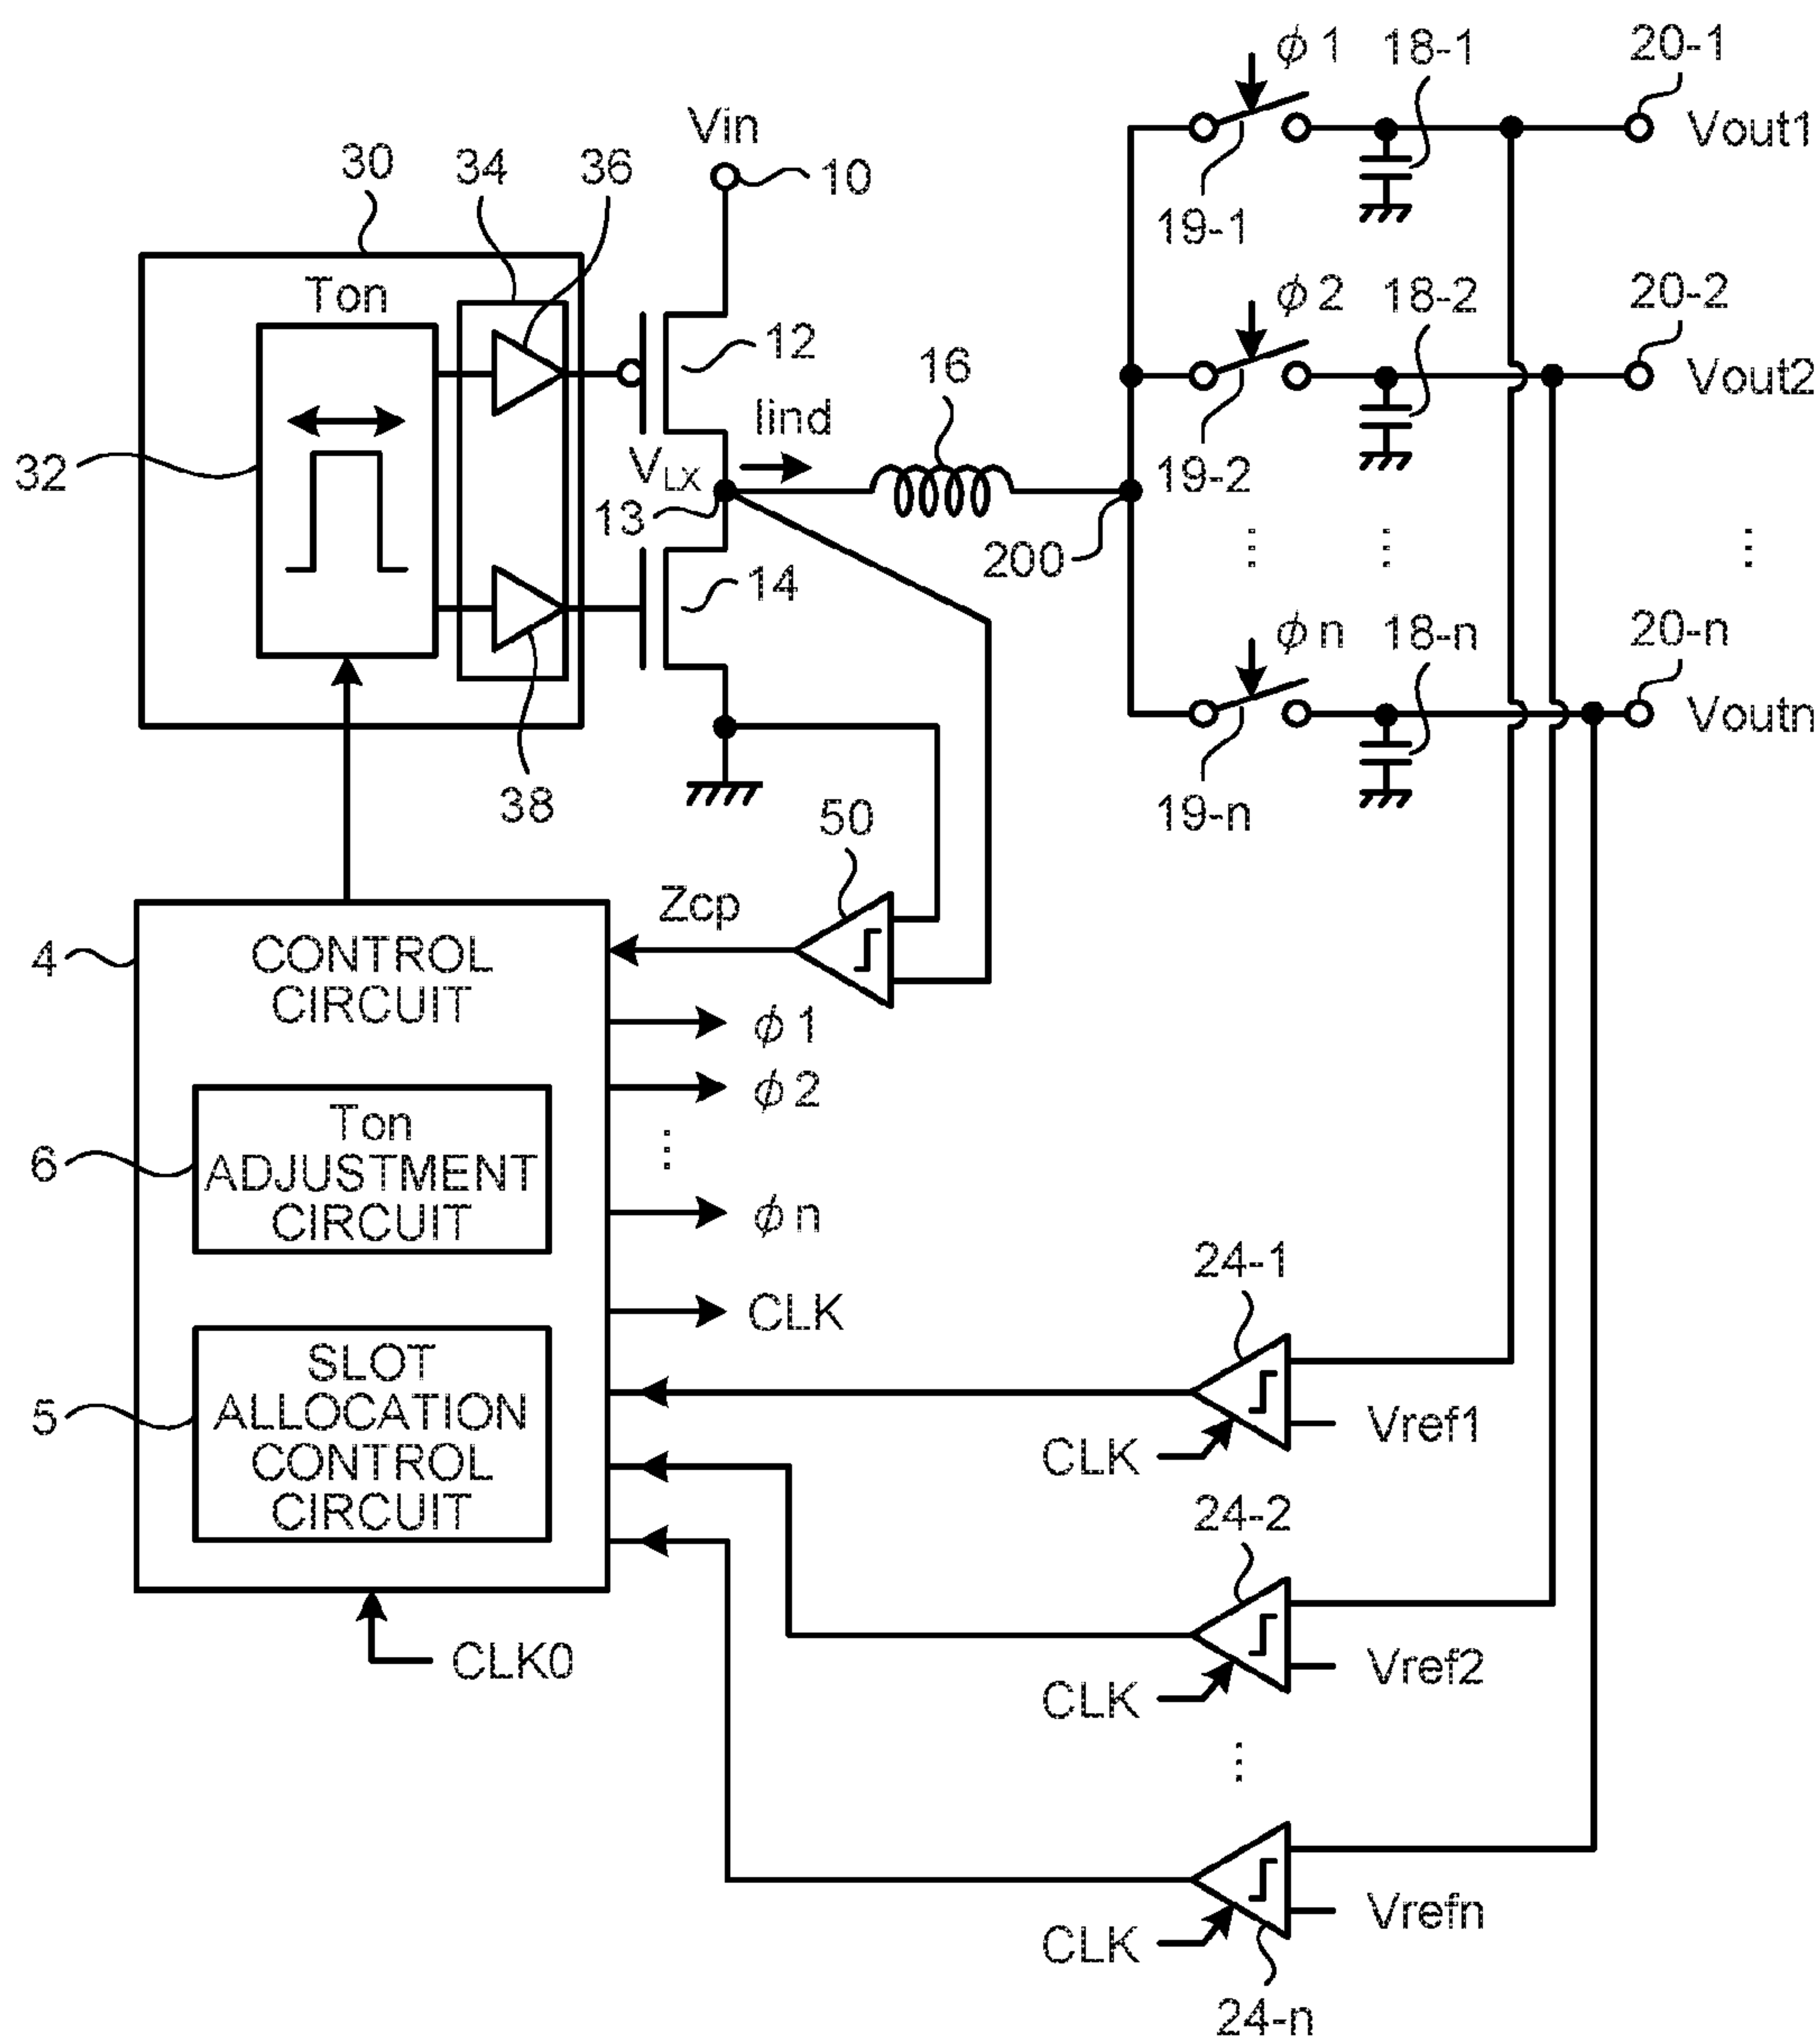 ϕ1
18-1
20-1
Vin
Vout1
30
34
36
10
19-1
Ton
ϕ2
18-2
20-2
12
16
Iind
Vout2
32
VLX
19-2
13
200
⋮
⋮
⋮
14
ϕn
18-n
20-n
Voutn
38
50
19-n
Zcp
4
CONTROL
CIRCUIT
ϕ1
ϕ2
⋮
Ton
6
ADJUSTMENT
CIRCUIT
ϕn
24-1
CLK
SLOT
5
ALLOCATION
CONTROL
CIRCUIT
Vref1
CLK
24-2
CLK0
Vref2
CLK
⋮
Vrefn
CLK
24-n